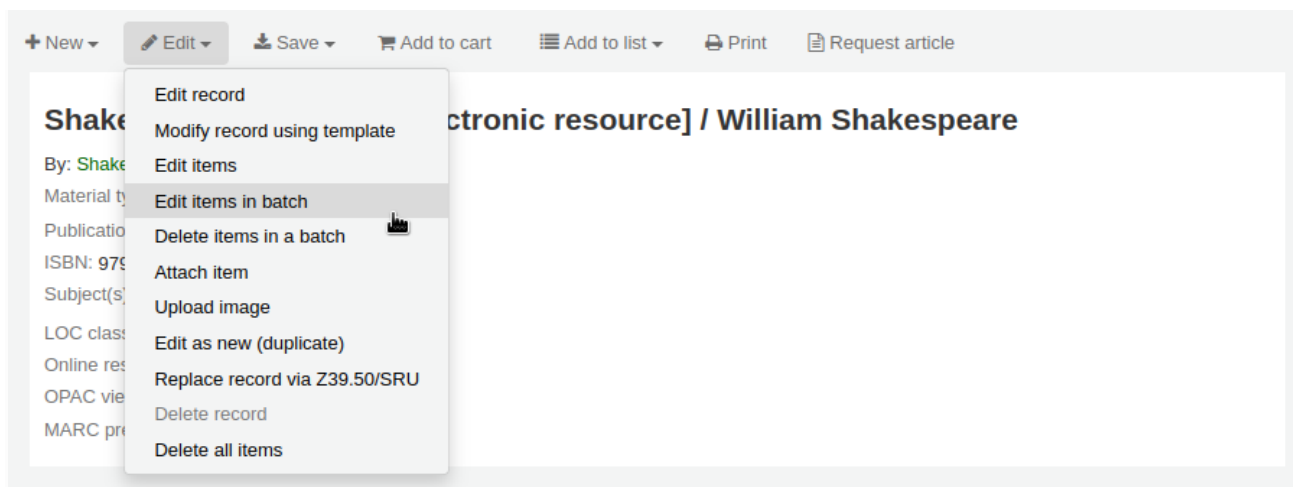 New Edit Save Add to cart Add to list Print Request article
Edit record
Shake ctronic resource] / William Shakespeare
Modify record using template
By: Shake
Edit items
Material ty
Edit items in batch
Publicatio
Delete items in a batch
ISBN: 979
Attach item
Subject(s)
Upload image
LOC class
Edit as new (duplicate)
Online res
Replace record via Z39.50/SRU
OPAC vie
Delete record
MARC pre
Delete all items